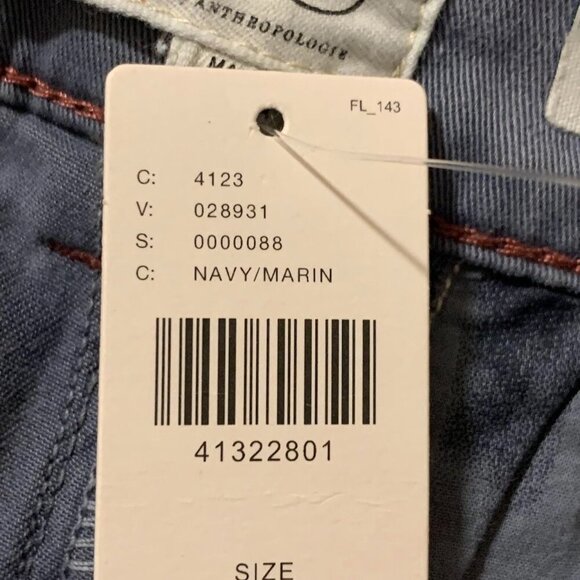 ANTHROPOLOGIE
FL_143
C: 4123
V: 028931
S: 0000088
C: NAVY/MARIN
41322801
SIZE